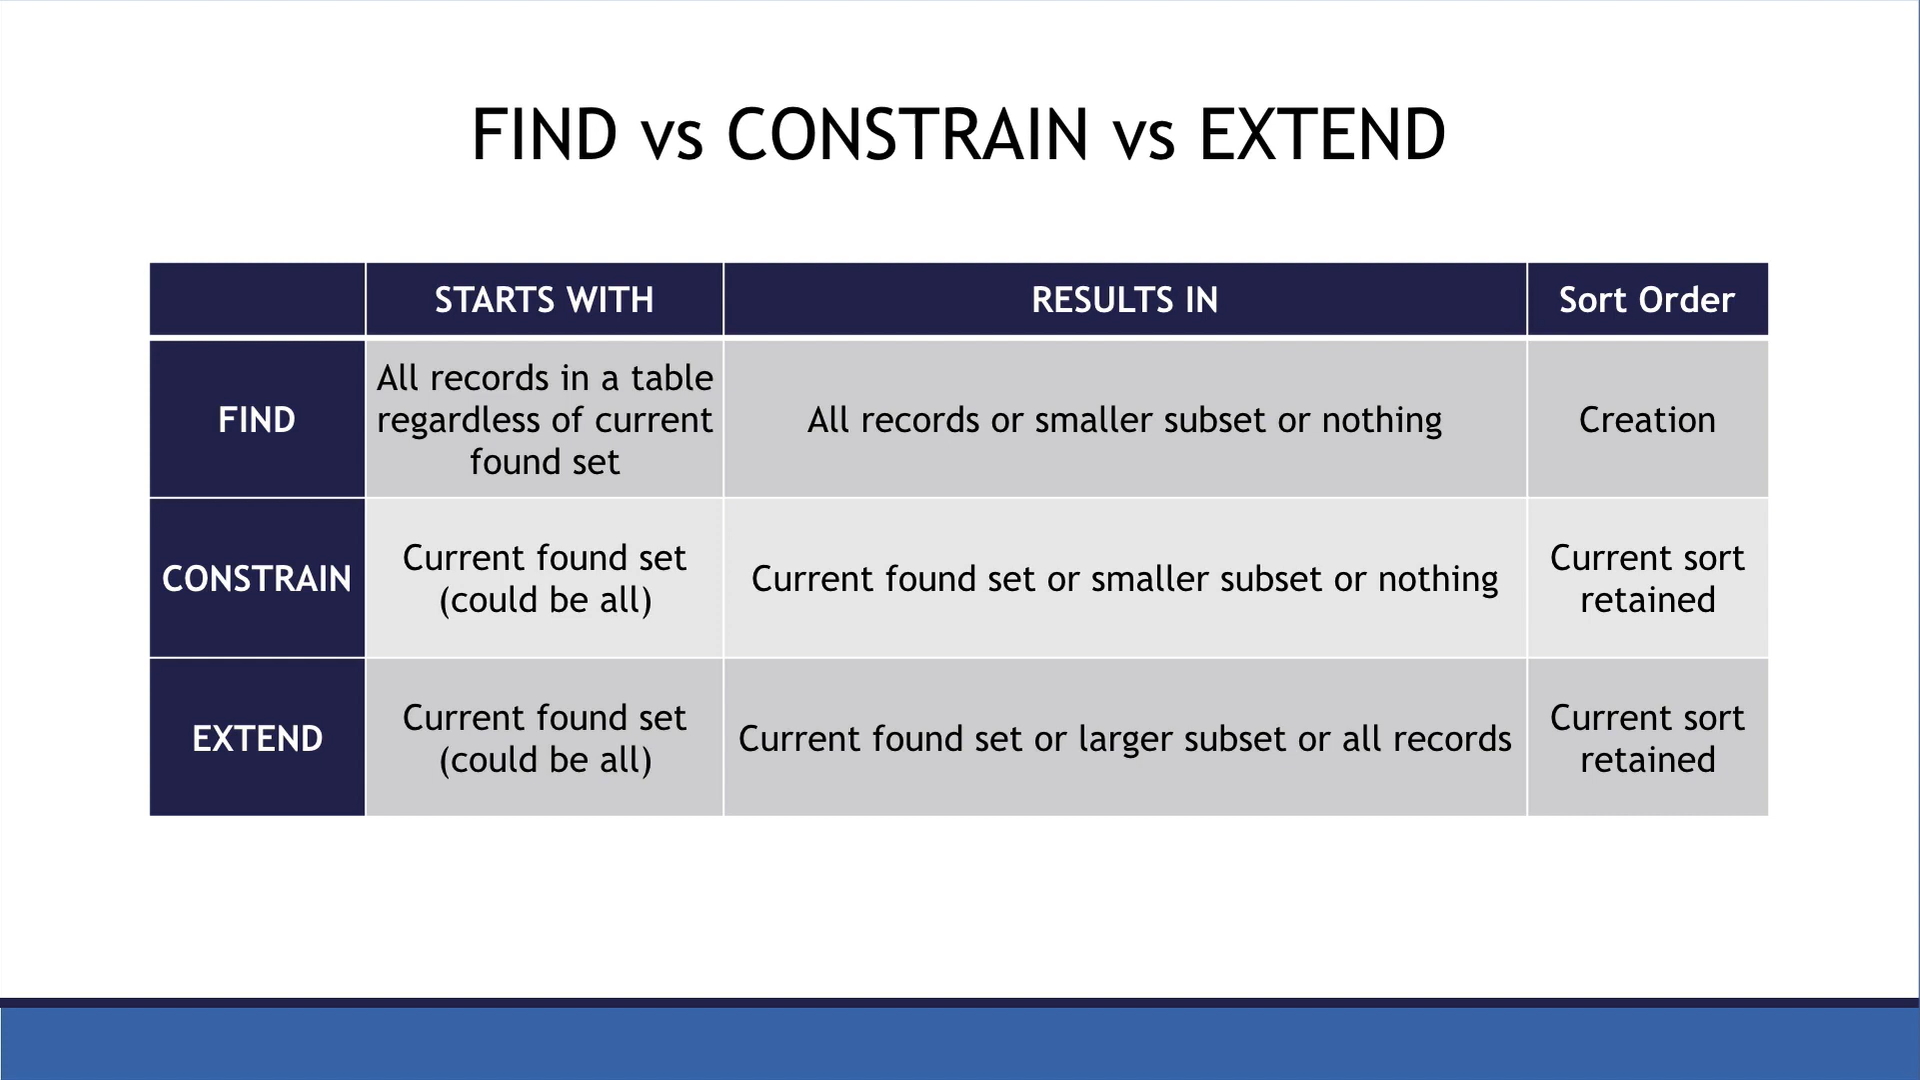 FIND vs CONSTRAIN vs EXTEND
STARTS WITH
RESULTS IN
Sort Order
FIND
All records in a table
regardless of current
found set
All records or smaller subset or nothing
Creation
CONSTRAIN
Current found set
(could be all)
Current found set or smaller subset or nothing
Current sort
retained
EXTEND
Current found set
(could be all)
Current found set or larger subset or all records
Current sort
retained